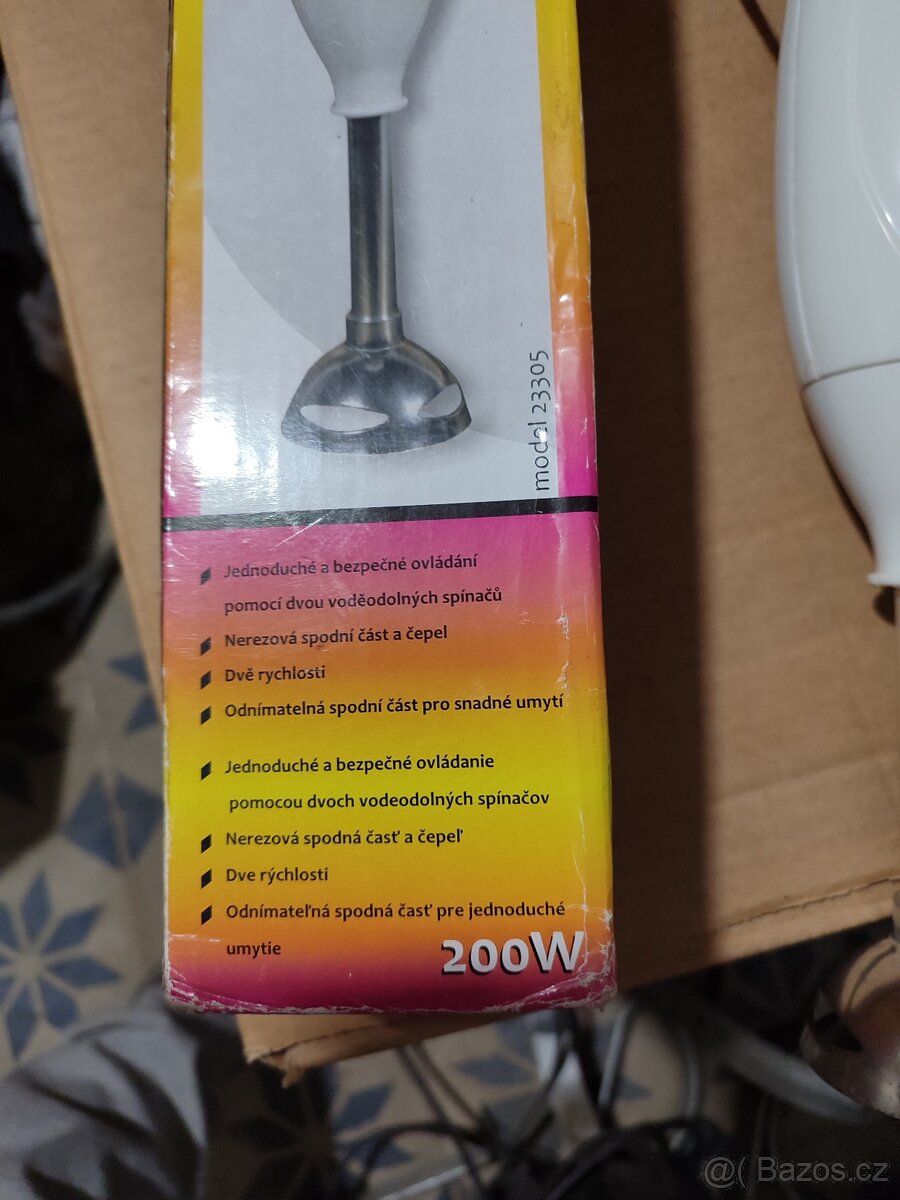 model 23305
Jednoduché a bezpečné ovládání
pomocí dvou voděodolných spínačů
Nerezová spodní část a čepel
Dvě rychlosti
Odnímatelná spodní část pro snadné umytí
Jednoduché a bezpečné ovládanie
pomocou dvoch vodeodolných spínačov
Nerezová spodná časť a čepeľ
Dve rýchlosti
Odnímateľná spodná časť pre jednoduché
umytie
200W
@( Bazos.cz